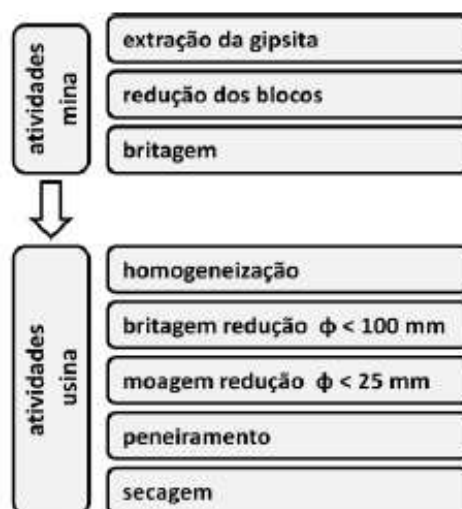 atividades
mina
extração da gipsita
redução dos blocos
britagem
atividades
usina
homogeneização
britagem redução ϕ < 100 mm
moagem redução ϕ < 25 mm
peneiramento
secagem